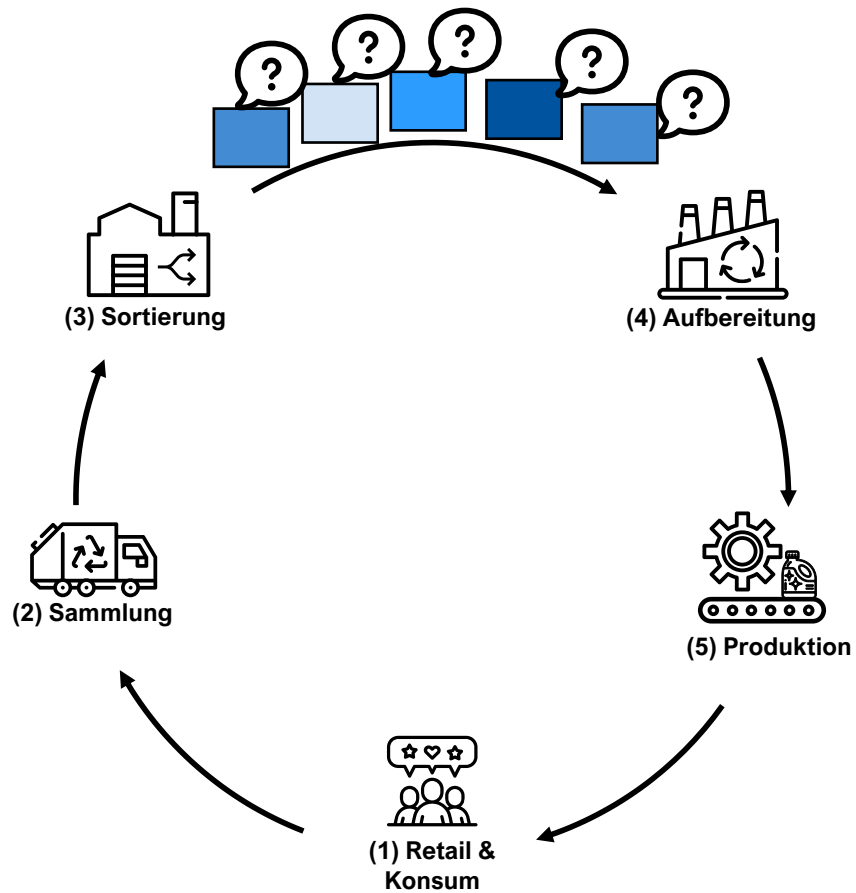 ?
?
?
?
?
(3) Sortierung
(4) Aufbereitung
(2) Sammlung
(5) Produktion
(1) Retail &
Konsum